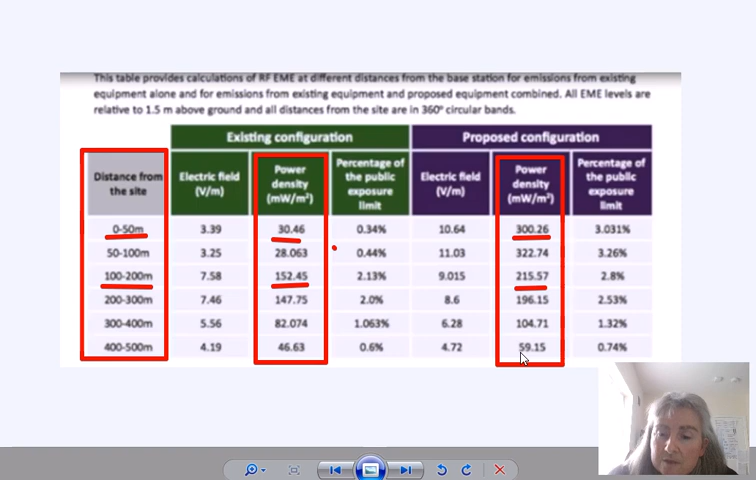 This table provides calculations of RF EME at different distances from the base station for emissions from existing
equipment alone and for emissions from existing equipment and proposed equipment combined. All EME levels are
relative to 1.5 m above ground and all distances from the site are in 360° circular bands.
Existing configuration Proposed configuration
Distance from the site Electric field (V/m) Power density (mW/m²) Percentage of the public exposure limit Electric field (V/m) Power density (mW/m²) Percentage of the public exposure limit
0-50m 3.39 30.46 0.34% 10.64 300.26 3.031%
50-100m 3.25 28.063 0.44% 11.03 322.74 3.26%
100-200m 7.58 152.45 2.13% 9.015 215.57 2.8%
200-300m 7.46 147.75 2.0% 8.6 196.15 2.53%
300-400m 5.56 82.074 1.063% 6.28 104.71 1.32%
400-500m 4.19 46.63 0.6% 4.72 59.15 0.74%